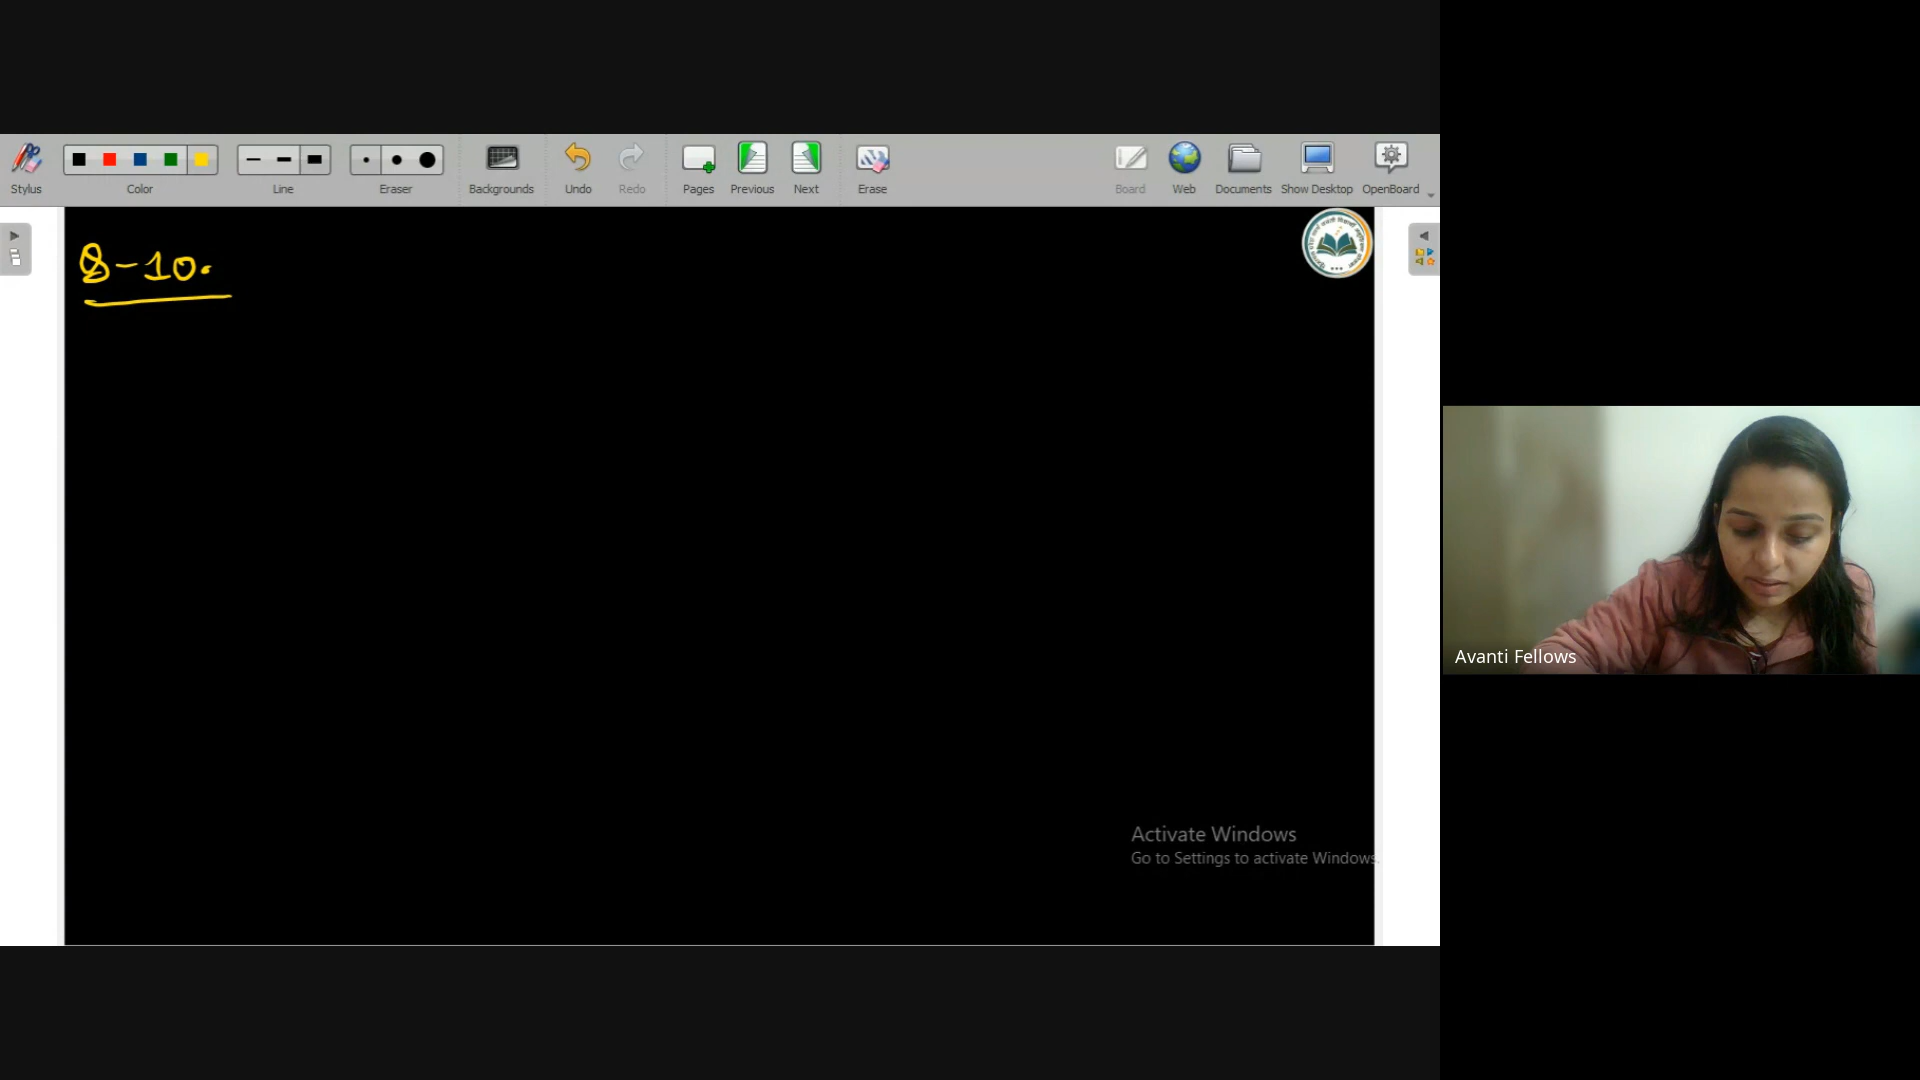 Stylus
Color
Line
Eraser
Backgrounds
Undo
Redo
Pages
Previous
Next
Erase
Board
Web
Documents
Show Desktop
OpenBoard
8-10.
Avanti Fellows
Activate Windows
Go to Settings to activate Windows.